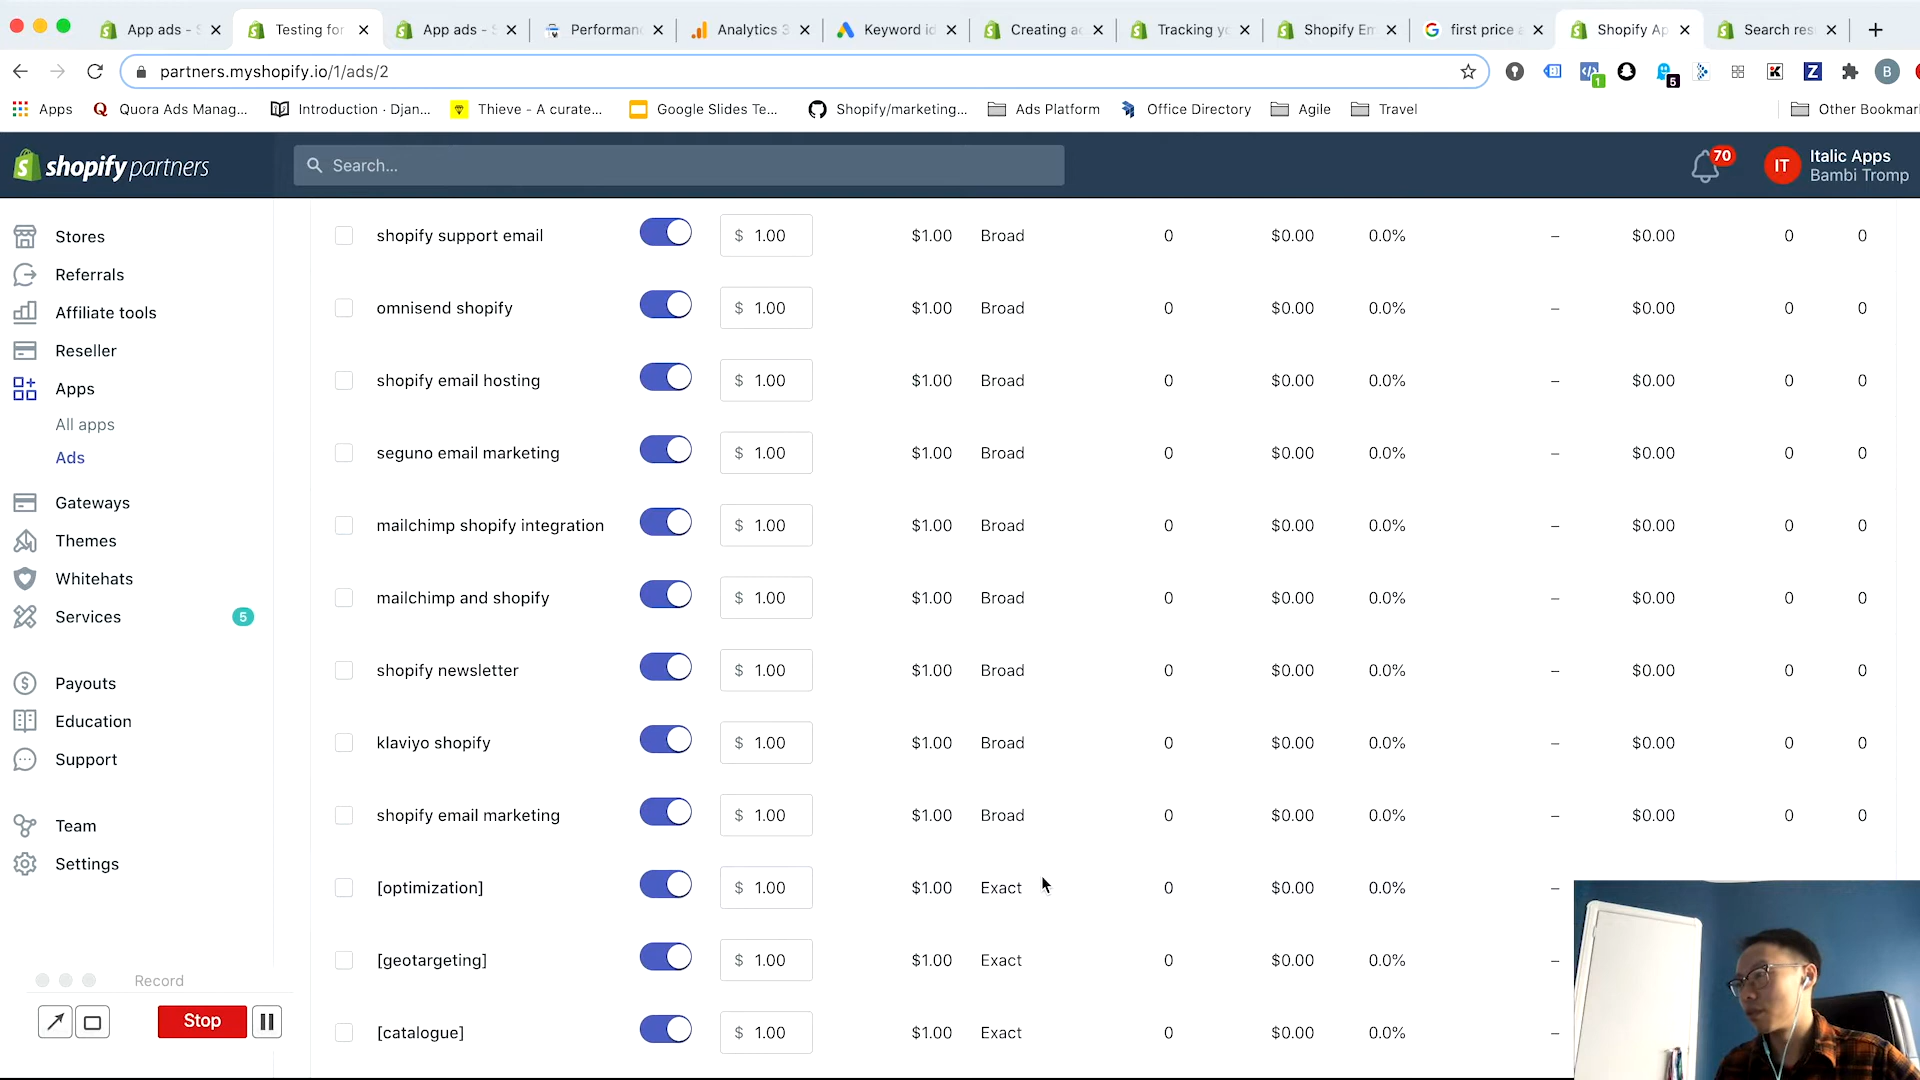 App ads - S
Testing for
App ads - S
Performanc
Analytics 3
Keyword id
Creating ac
Tracking yo
Shopify Em
first price a
Shopify Ap
Search res
partners.myshopify.io/1/ads/2
1
5
B
Apps
Quora Ads Manag...
Introduction · Djan...
Thieve - A curate...
Google Slides Te...
Shopify/marketing...
Ads Platform
Office Directory
Agile
Travel
Other Bookmar
shopify partners
Search...
70
IT
Italic Apps
Bambi Tromp
Stores
Referrals
Affiliate tools
Reseller
Apps
All apps
Ads
Gateways
Themes
Whitehats
Services 5
Payouts
Education
Support
Team
Settings
Record
Stop
shopify support email $ 1.00 $1.00 Broad 0 $0.00 0.0% – $0.00 0 0
omnisend shopify $ 1.00 $1.00 Broad 0 $0.00 0.0% – $0.00 0 0
shopify email hosting $ 1.00 $1.00 Broad 0 $0.00 0.0% – $0.00 0 0
seguno email marketing $ 1.00 $1.00 Broad 0 $0.00 0.0% – $0.00 0 0
mailchimp shopify integration $ 1.00 $1.00 Broad 0 $0.00 0.0% – $0.00 0 0
mailchimp and shopify $ 1.00 $1.00 Broad 0 $0.00 0.0% – $0.00 0 0
shopify newsletter $ 1.00 $1.00 Broad 0 $0.00 0.0% – $0.00 0 0
klaviyo shopify $ 1.00 $1.00 Broad 0 $0.00 0.0% – $0.00 0 0
shopify email marketing $ 1.00 $1.00 Broad 0 $0.00 0.0% – $0.00 0 0
[optimization] $ 1.00 $1.00 Exact 0 $0.00 0.0% –
[geotargeting] $ 1.00 $1.00 Exact 0 $0.00 0.0% –
[catalogue] $ 1.00 $1.00 Exact 0 $0.00 0.0% –